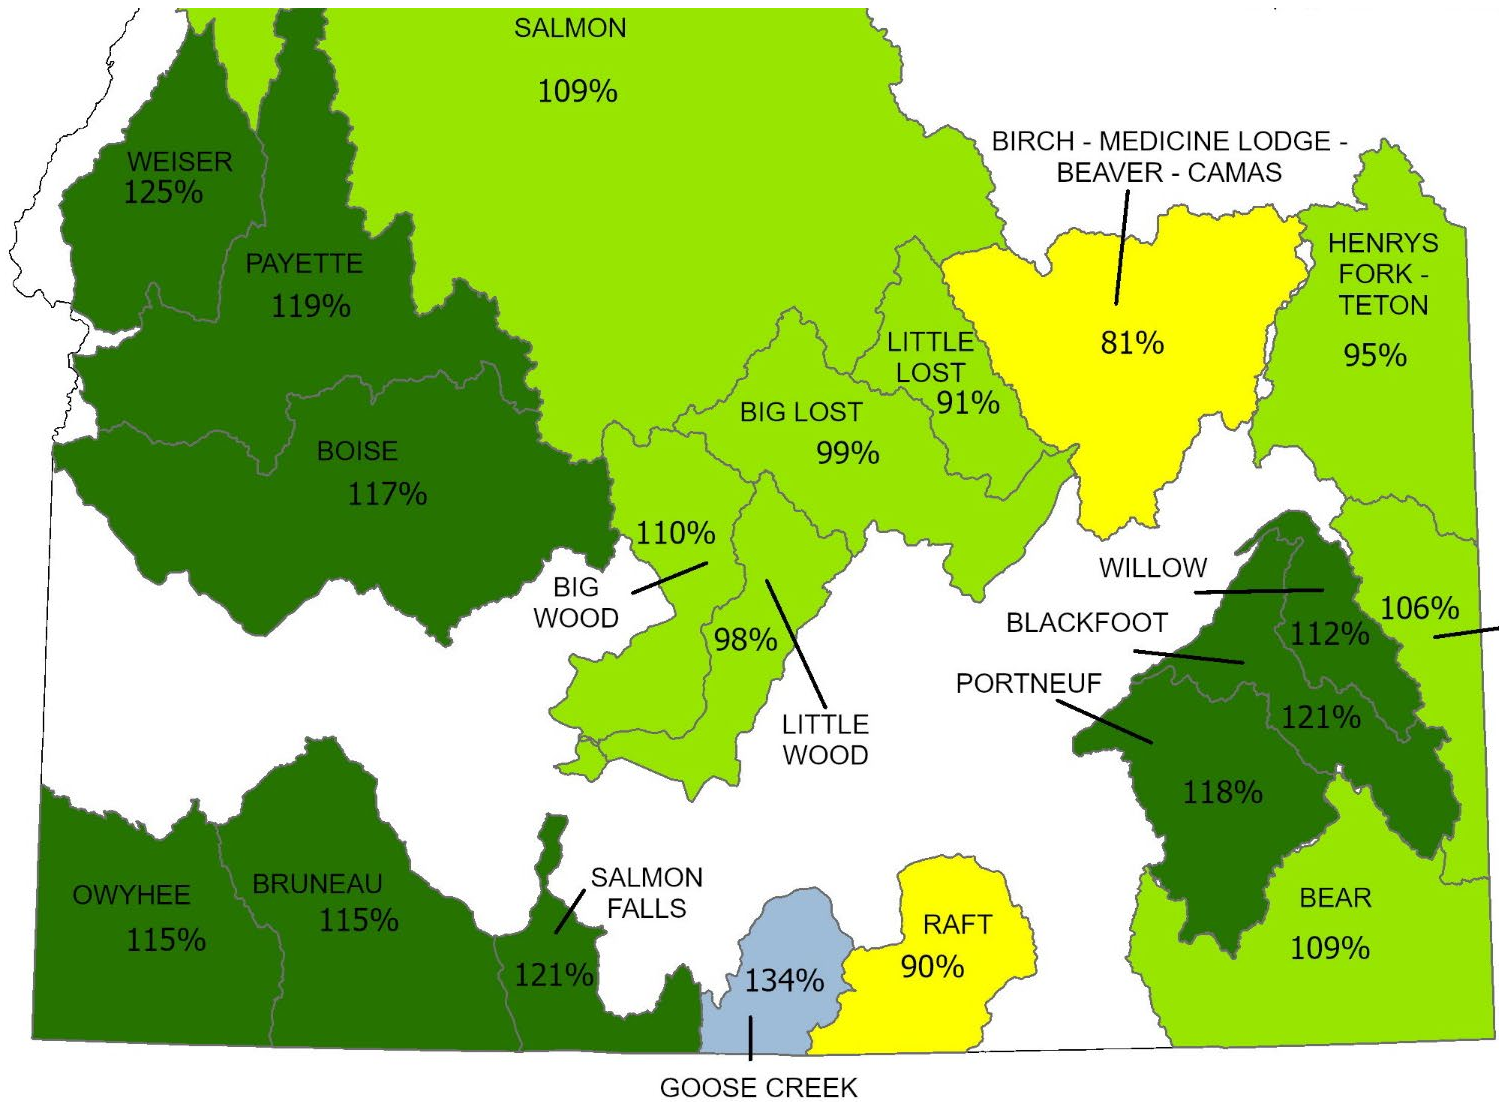 SALMON
109%
BIRCH - MEDICINE LODGE -
BEAVER - CAMAS
81%
WEISER
125%
HENRYS
FORK -
TETON
95%
PAYETTE
119%
LITTLE
LOST
91%
BIG LOST
99%
BOISE
117%
110%
BIG
WOOD
98%
LITTLE
WOOD
WILLOW
112%
106%
BLACKFOOT
121%
PORTNEUF
118%
OWYHEE
115%
BRUNEAU
115%
SALMON
FALLS
121%
134%
GOOSE CREEK
RAFT
90%
BEAR
109%